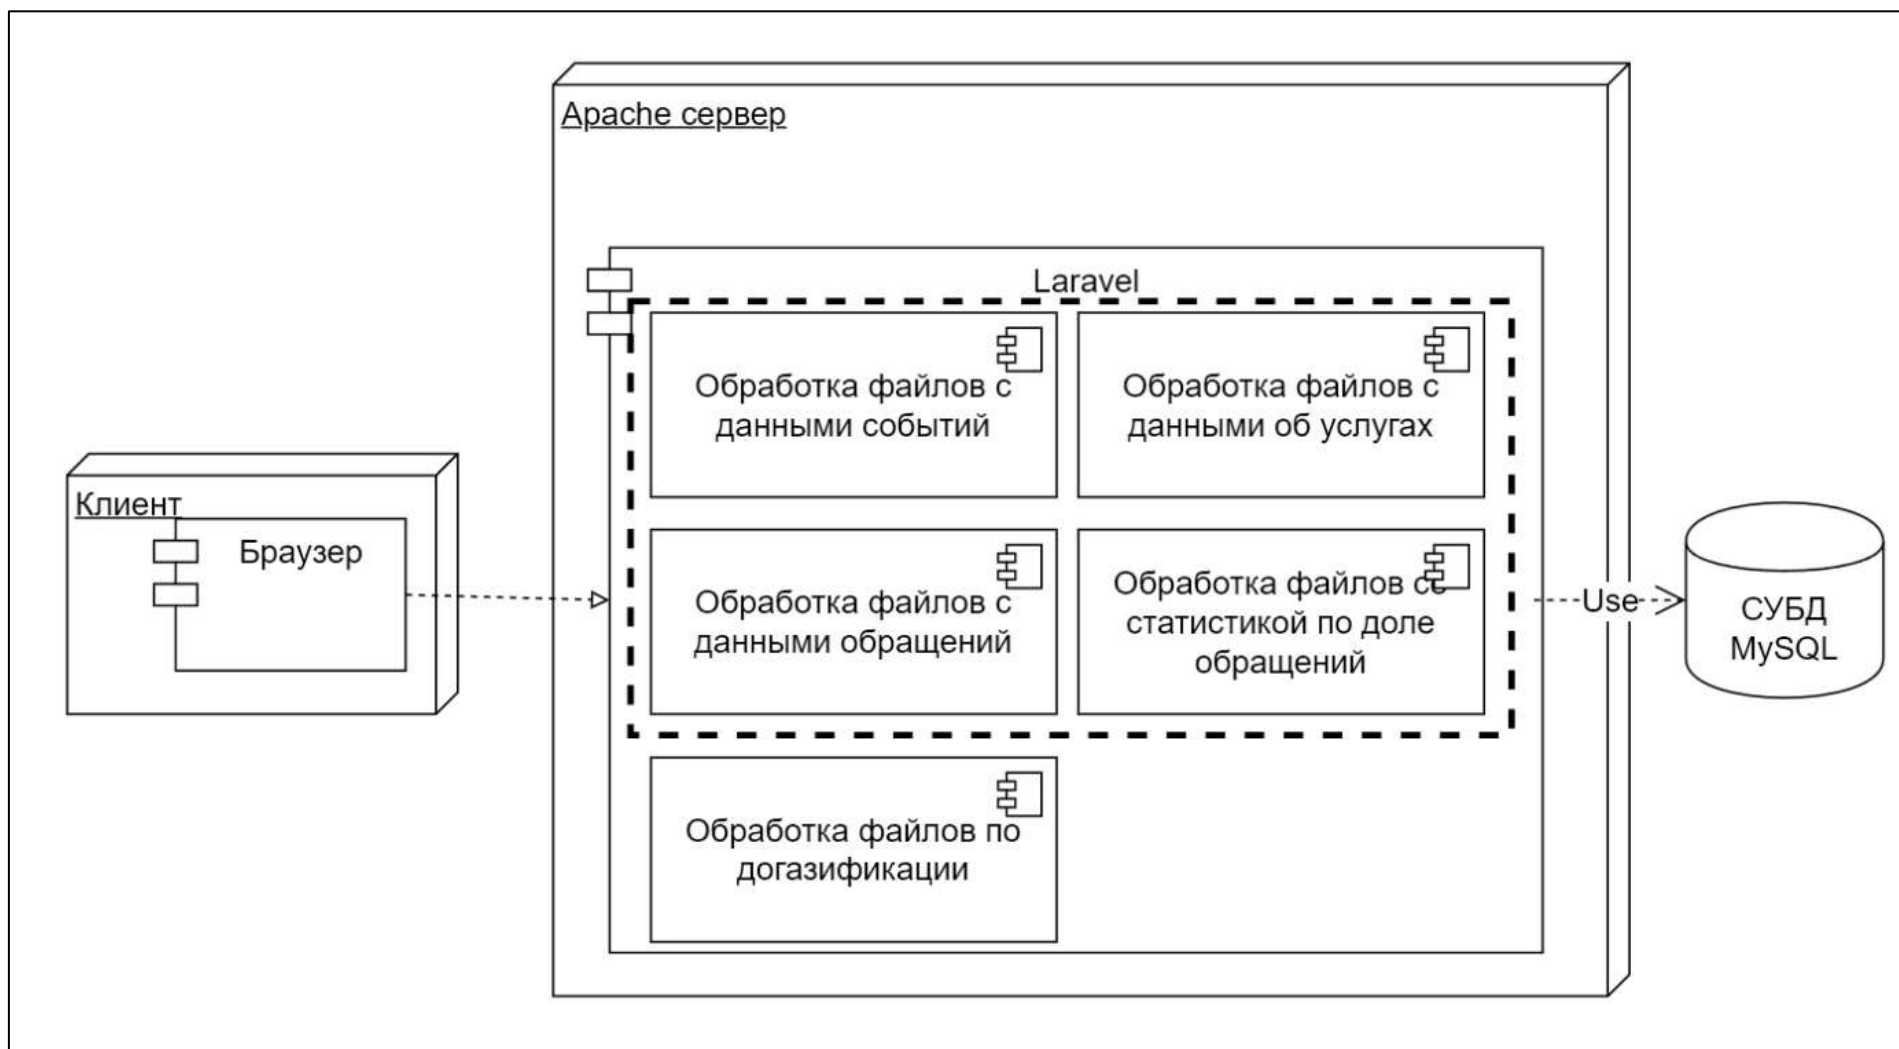 Apache сервер
Laravel
Обработка файлов с
данными событий
Обработка файлов с
данными об услугах
Клиент
Браузер
Обработка файлов с
данными обращений
Обработка файлов со
статистикой по доле
обращений
Use
СУБД
MySQL
Обработка файлов по
догазификации